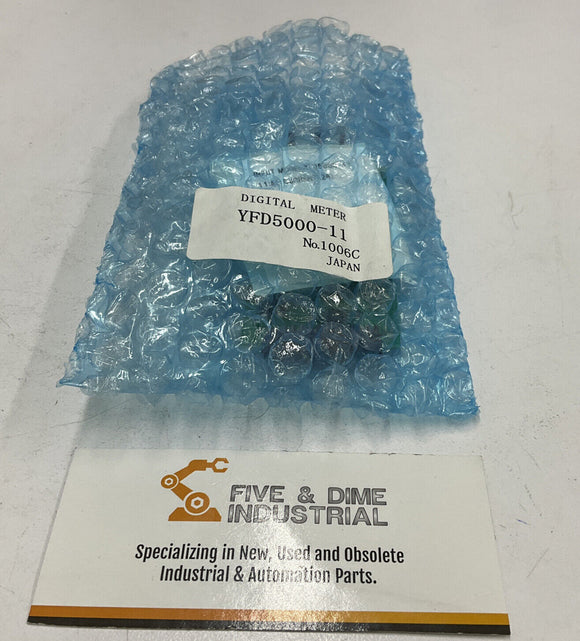 DIGITAL METER
YFD5000-11
No.1006C
JAPAN
FIVE & DIME
INDUSTRIAL
Specializing in New, Used and Obsolete
Industrial & Automation Parts.